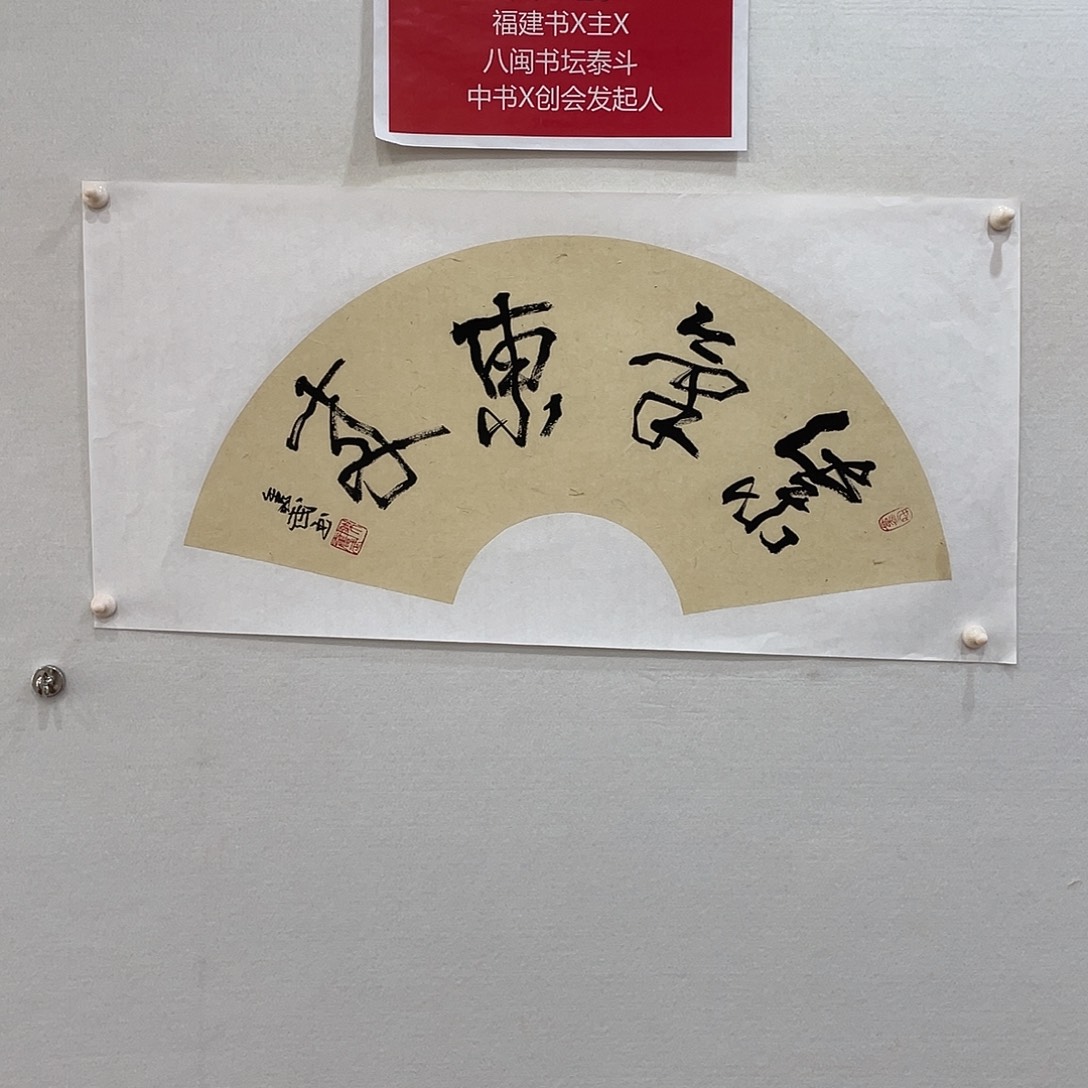 福建书X主X
八闽书坛泰斗
中书X创会发起人
紫氣東来